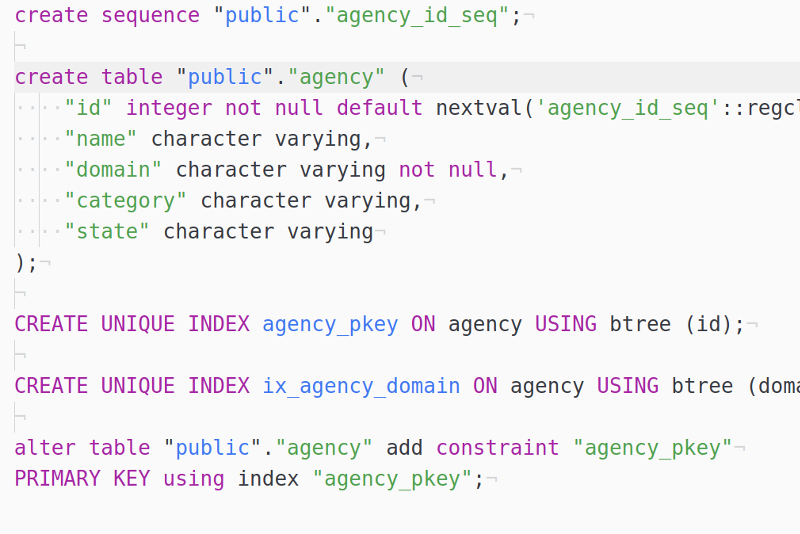 create sequence "public"."agency_id_seq";¬
¬
create table "public"."agency" (¬
····"id" integer not null default nextval('agency_id_seq'::regcl
····"name" character varying,¬
····"domain" character varying not null,¬
····"category" character varying,¬
····"state" character varying¬
);¬
¬
CREATE UNIQUE INDEX agency_pkey ON agency USING btree (id);¬
¬
CREATE UNIQUE INDEX ix_agency_domain ON agency USING btree (doma
¬
alter table "public"."agency" add constraint "agency_pkey"¬
PRIMARY KEY using index "agency_pkey";¬